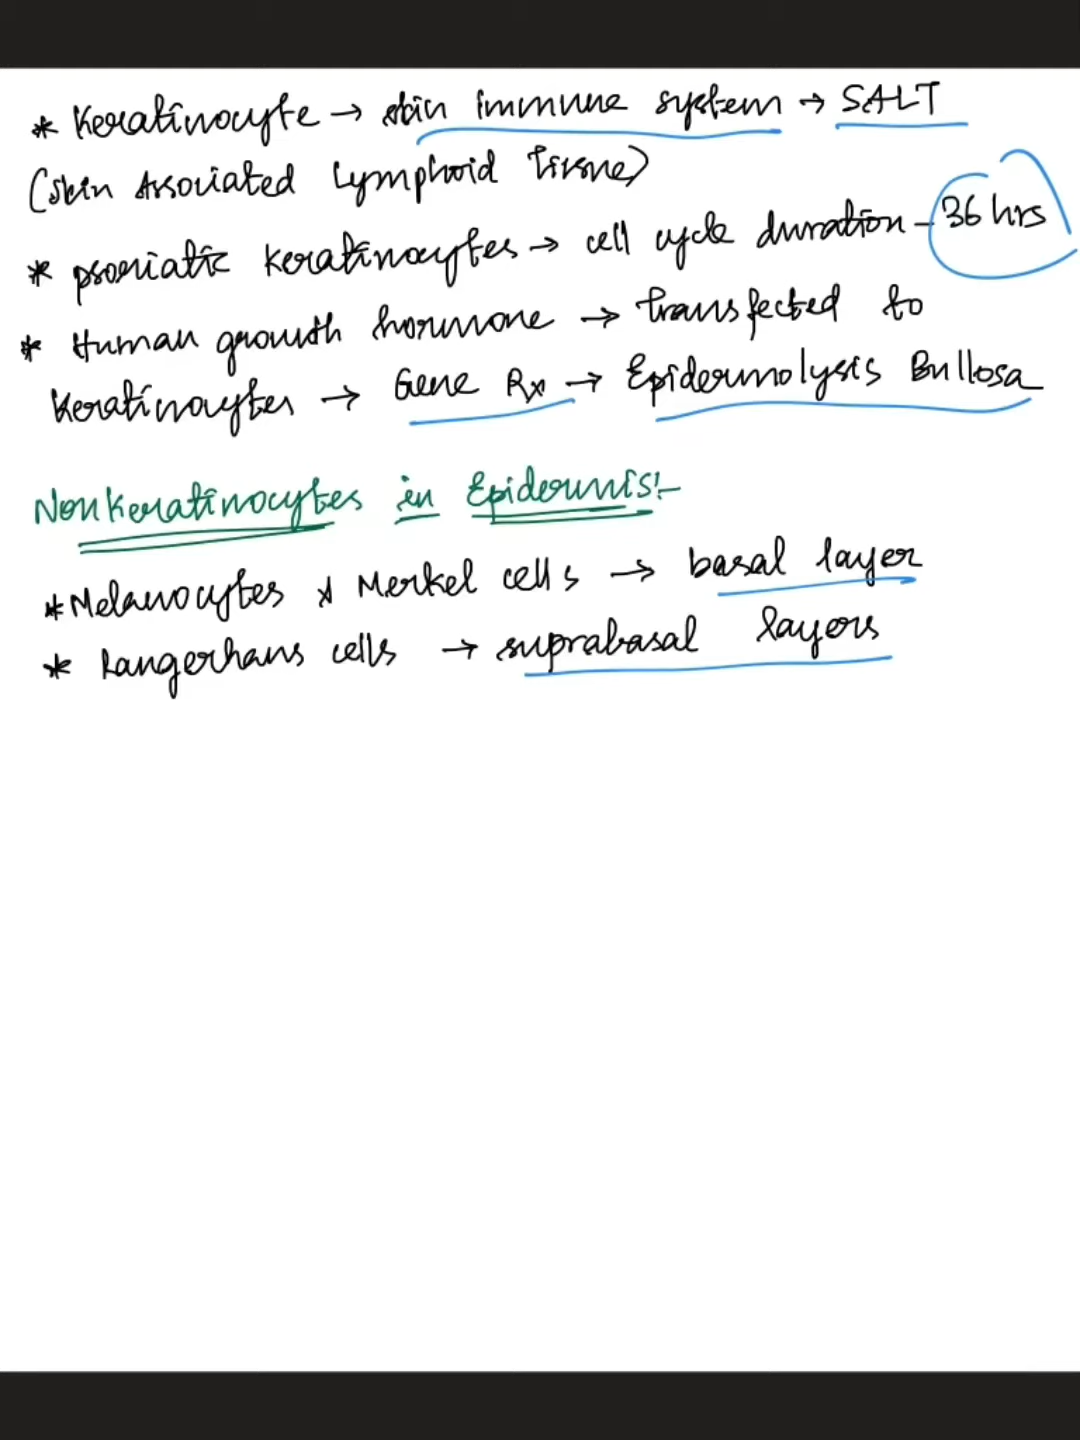 * Keratinocyte → skin immune system → SALT
(Skin Associated Lymphoid Tissue)
* psoriatic keratinocytes → cell cycle duration - 36 hrs
* Human growth hormone → transfected to
Keratinocytes → Gene Rx → Epidermolysis Bullosa
Nonkeratinocytes in Epidermis:-
* Melanocytes & Merkel cells → basal layer
* Langerhans cells → suprabasal layers